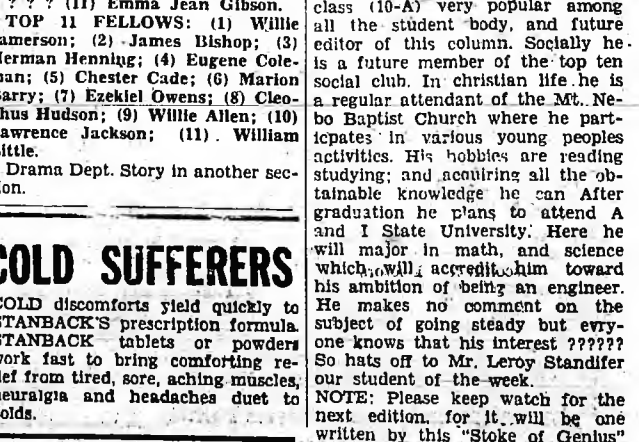 ? ? ? (11) Emma Jean Gibson.
TOP 11 FELLOWS: (1) Willie
amerson; (2) James Bishop; (3)
erman Henning; (4) Eugene Cole-
an; (5) Chester Cade; (6) Marion
arry; (7) Ezekiel Owens; (8) Cleo-
hus Hudson; (9) Willie Allen; (10)
awrence Jackson; (11). William
ittle.
Drama Dept. Story in another sec-
ion.
COLD SUFFERERS
COLD discomforts yield quickly to
STANBACK'S prescription formula.
STANBACK tablets or powders
work fast to bring comforting re-
lief from tired, sore, aching muscles,
neuralgia and headaches due to
colds.
class (10-A) very popular among
all the student body, and future
editor of this column. Socially he
is a future member of the top ten
social club. In christian life he is
a regular attendant of the Mt. Ne-
bo Baptist Church where he part-
icpates in various young peoples
activitics. His hobbies are reading
studying; and acquiring all the ob-
tainable knowledge he can After
graduation he plans to attend A
and I State University. Here he
will major in math, and science
which will accredit him toward
his ambition of being an engineer.
He makes no comment on the
subject of going steady but evry-
one knows that his interest ??????
So hats off to Mr. Leroy Standifer
our student of the week.
NOTE: Please keep watch for the
next edition for it will be one
written by this "Stoke of Genius"